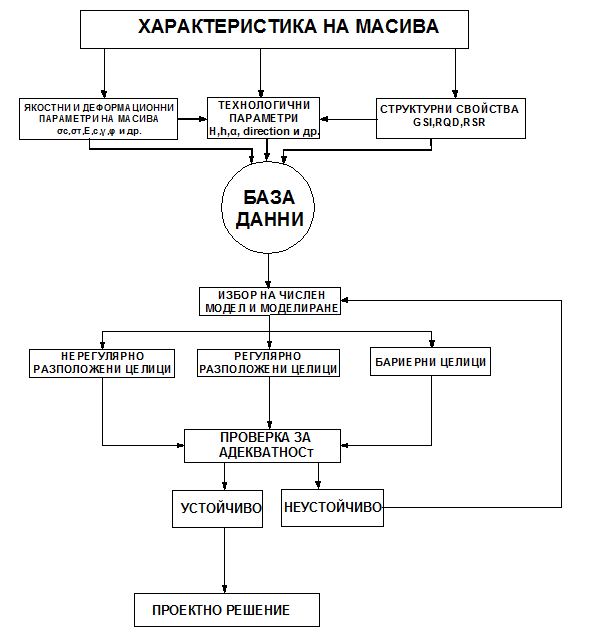 ХАРАКТЕРИСТИКА НА МАСИВА
ЯКОСТНИ И ДЕФОРМАЦИОННИ
ПАРАМЕТРИ НА МАСИВА
σc,σт,E,c,γ,φ и др.
ТЕХНОЛОГИЧНИ
ПАРАМЕТРИ
H,h,α, direction и др.
СТРУКТУРНИ СВОЙСТВА
GSI,RQD,RSR
БАЗА
ДАННИ
ИЗБОР НА ЧИСЛЕН
МОДЕЛ И МОДЕЛИРАНЕ
НЕРЕГУЛЯРНО
РАЗПОЛОЖЕНИ ЦЕЛИЦИ
РЕГУЛЯРНО
РАЗПОЛОЖЕНИ ЦЕЛИЦИ
БАРИЕРНИ ЦЕЛИЦИ
ПРОВЕРКА ЗА
АДЕКВАТНОСт
УСТОЙЧИВО
НЕУСТОЙЧИВО
ПРОЕКТНО РЕШЕНИЕ